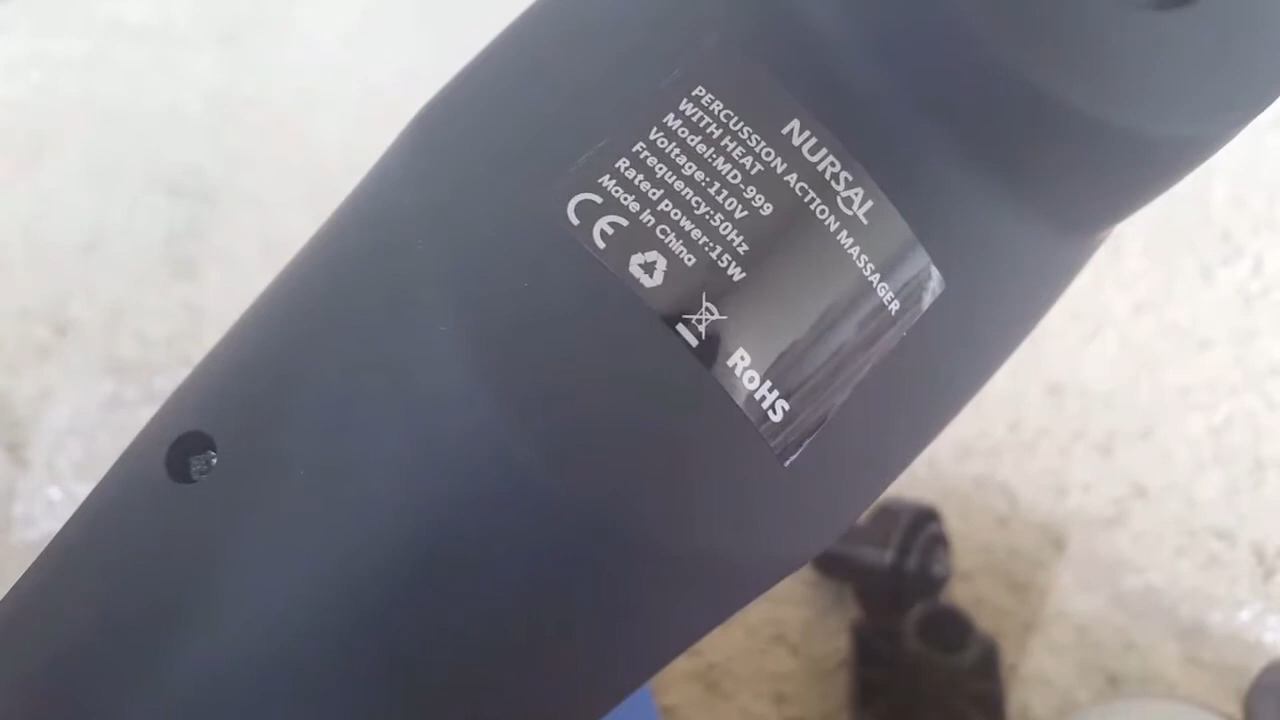 NURSAL
PERCUSSION ACTION MASSAGER
WITH HEAT
Model:MD-999
Voltage:110V
Frequency:50Hz
Rated power:15W
Made In China
CE
RoHS